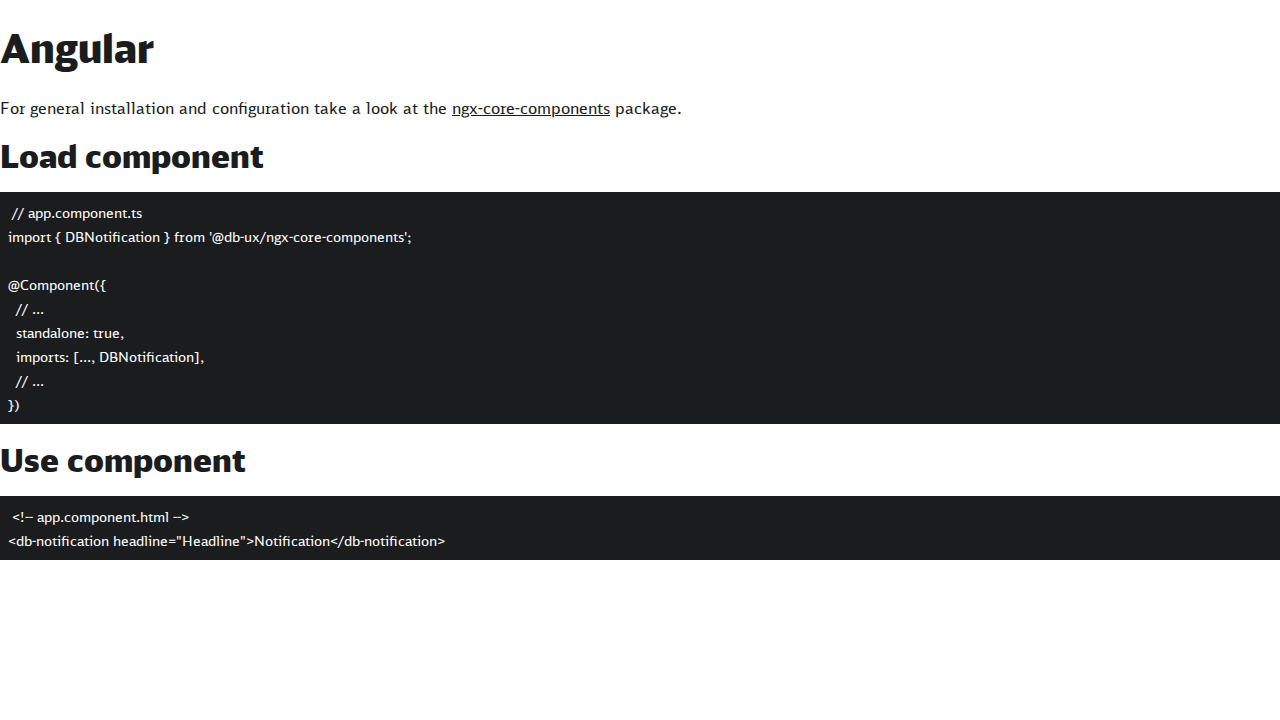 Angular
For general installation and configuration take a look at the ngx-core-components package.
Load component
// app.component.ts
import { DBNotification } from '@db-ux/ngx-core-components';
@Component({
// ...
standalone: true,
imports: [..., DBNotification],
// ...
})
Use component
<!-- app.component.html -->
<db-notification headline="Headline">Notification</db-notification>